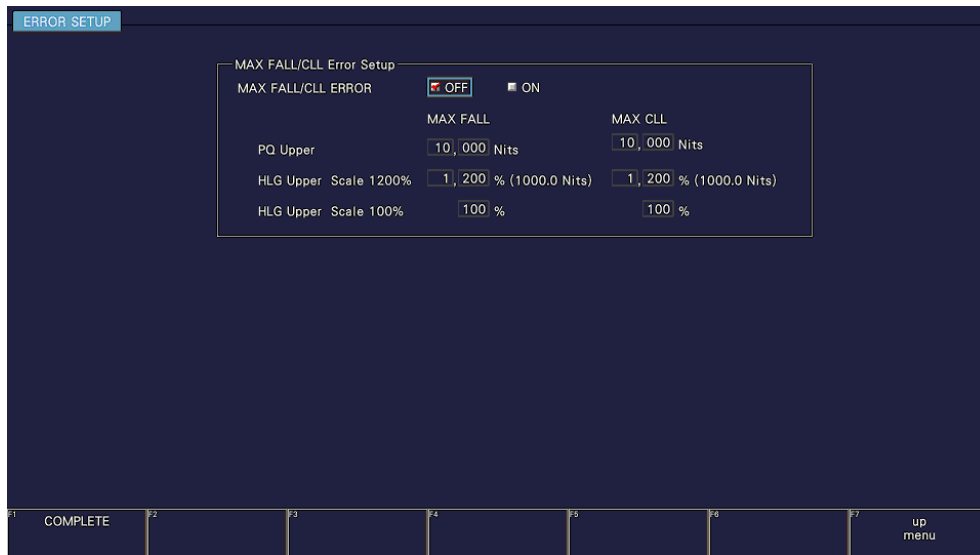 ERROR SETUP
MAX FALL/CLL Error Setup
MAX FALL/CLL ERROR OFF ON
MAX FALL MAX CLL
PQ Upper 10,000 Nits 10,000 Nits
HLG Upper Scale 1200% 1,200 % (1000.0 Nits) 1,200 % (1000.0 Nits)
HLG Upper Scale 100% 100 % 100 %
F1 COMPLETE F2 F3 F4 F5 F6 F7 up
menu